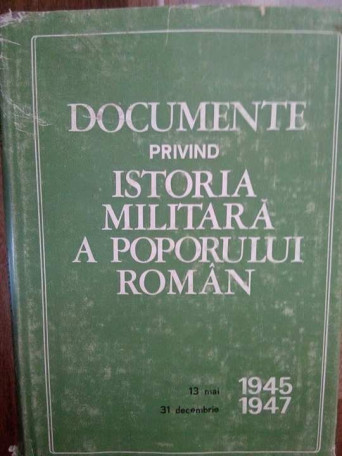 DOCUMENTE
PRIVIND
ISTORIA
MILITARĂ
A POPORULUI
ROMÂN
13 mai 1945
31 decembrie 1947